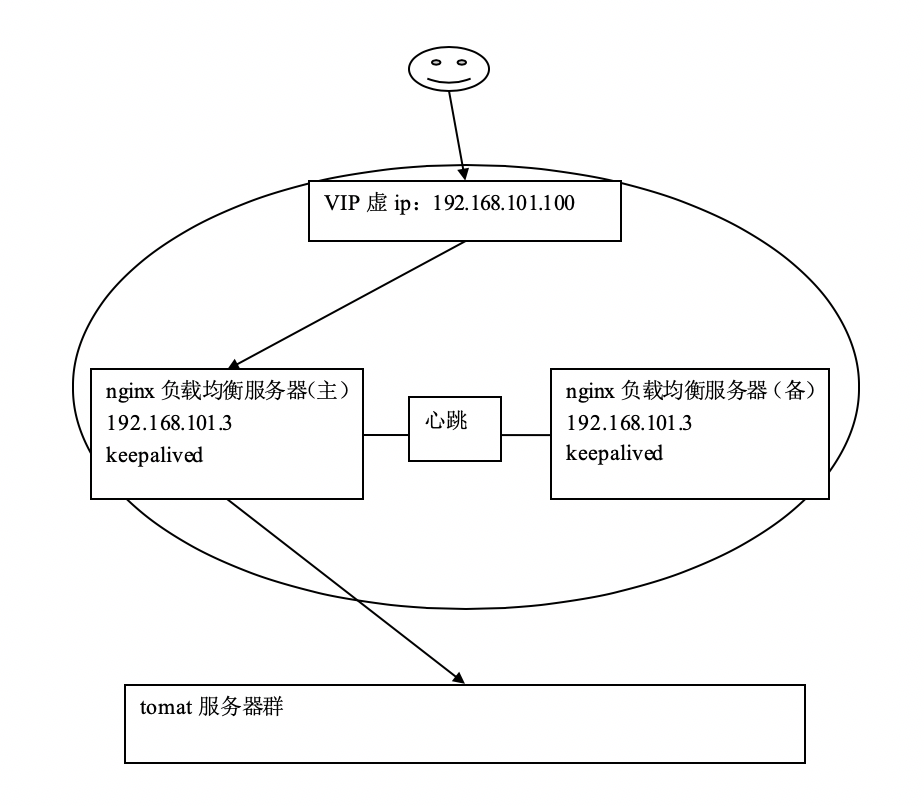 VIP 虚 ip：192.168.101.100
nginx 负载均衡服务器（主）
192.168.101.3
keepalived
心跳
nginx 负载均衡服务器（备）
192.168.101.3
keepalived
tomat 服务器群